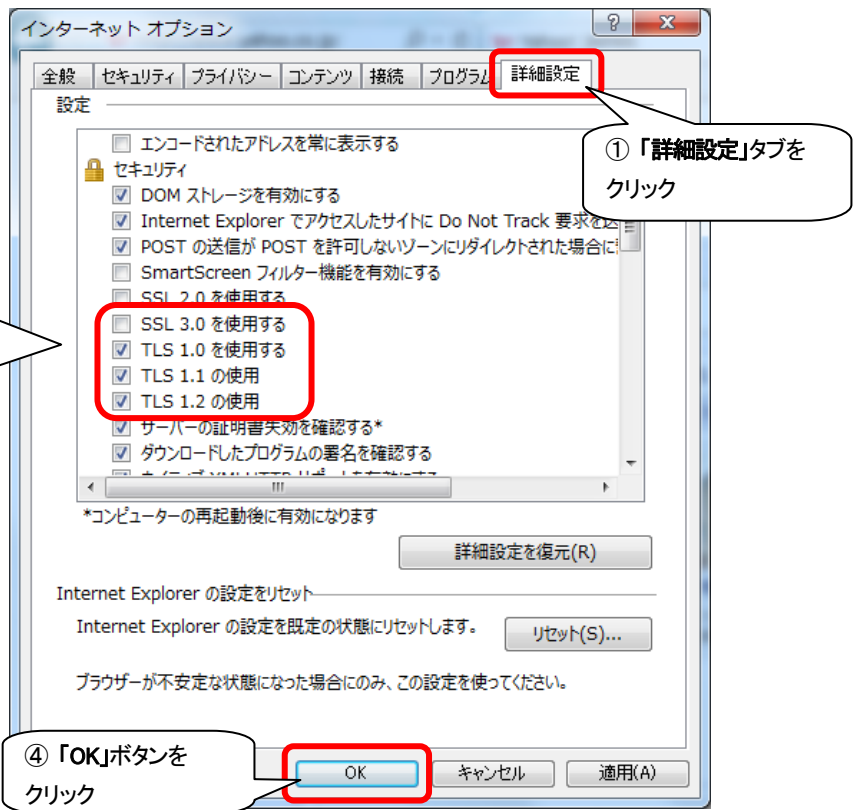 インターネット オプション
全般 セキュリティ プライバシー コンテンツ 接続 プログラム 詳細設定
設定
① 「詳細設定」タブを
クリック
エンコードされたアドレスを常に表示する
セキュリティ
DOM ストレージを有効にする
Internet Explorer でアクセスしたサイトに Do Not Track 要求を
POST の送信が POST を許可しないゾーンにリダイレクトされた場合に
SmartScreen フィルター機能を有効にする
SSL 2.0 を使用する
SSL 3.0 を使用する
TLS 1.0 を使用する
TLS 1.1 の使用
TLS 1.2 の使用
サーバーの証明書失効を確認する*
ダウンロードしたプログラムの署名を確認する
*コンピューターの再起動後に有効になります
詳細設定を復元(R)
Internet Explorer の設定をリセット
Internet Explorer の設定を既定の状態にリセットします。
リセット(S)...
ブラウザーが不安定な状態になった場合にのみ、この設定を使ってください。
④ 「OK」ボタンを
クリック
OK キャンセル 適用(A)